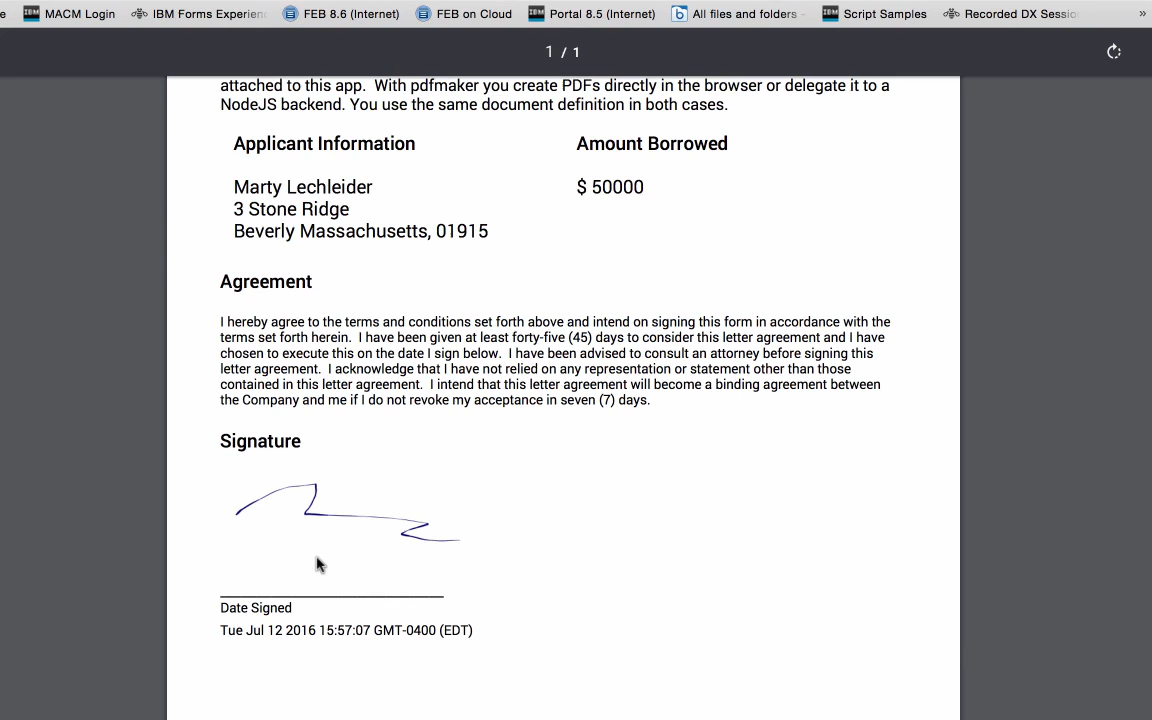 MACM Login IBM Forms Experien FEB 8.6 (Internet) FEB on Cloud Portal 8.5 (Internet) All files and folders - Script Samples Recorded DX Sessio »
1 / 1
attached to this app. With pdfmaker you create PDFs directly in the browser or delegate it to a
NodeJS backend. You use the same document definition in both cases.
Applicant Information Amount Borrowed
Marty Lechleider $ 50000
3 Stone Ridge
Beverly Massachusetts, 01915
Agreement
I hereby agree to the terms and conditions set forth above and intend on signing this form in accordance with the
terms set forth herein. I have been given at least forty-five (45) days to consider this letter agreement and I have
chosen to execute this on the date I sign below. I have been advised to consult an attorney before signing this
letter agreement. I acknowledge that I have not relied on any representation or statement other than those
contained in this letter agreement. I intend that this letter agreement will become a binding agreement between
the Company and me if I do not revoke my acceptance in seven (7) days.
Signature
Date Signed
Tue Jul 12 2016 15:57:07 GMT-0400 (EDT)